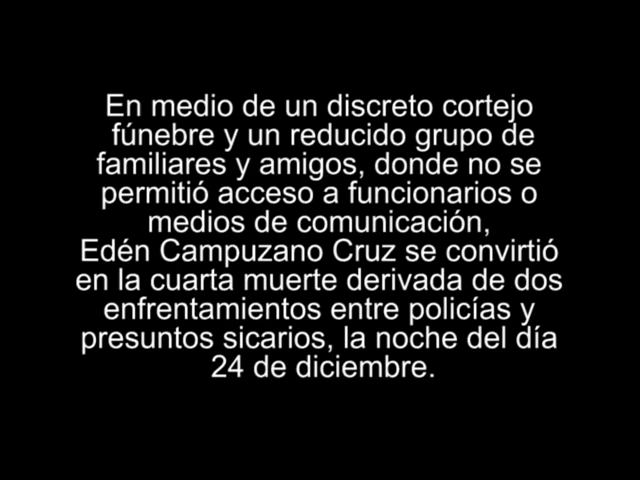 En medio de un discreto cortejo
fúnebre y un reducido grupo de
familiares y amigos, donde no se
permitió acceso a funcionarios o
medios de comunicación,
Edén Campuzano Cruz se convirtió
en la cuarta muerte derivada de dos
enfrentamientos entre policías y
presuntos sicarios, la noche del día
24 de diciembre.